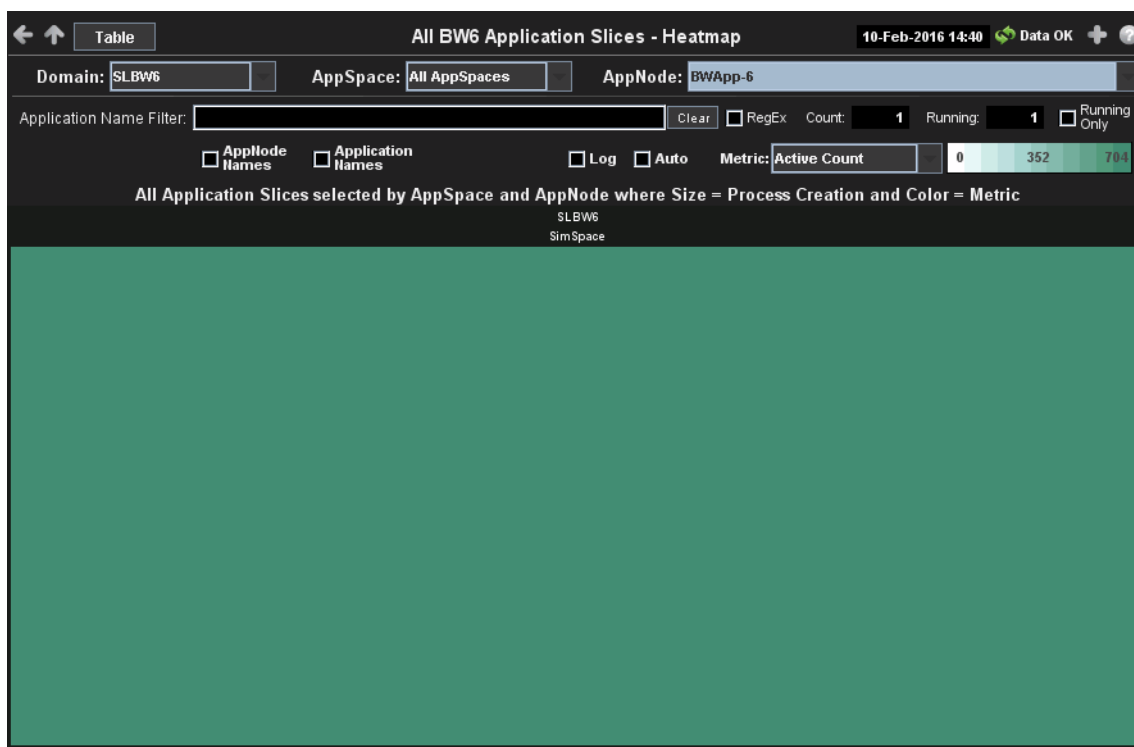 Table All BW6 Application Slices - Heatmap 10-Feb-2016 14:40 Data OK + ?
Domain: SLBW6 AppSpace: All AppSpaces AppNode: BWApp-6
Application Name Filter: Clear RegEx Count: 1 Running: 1 Running Only
AppNode Names Application Names Log Auto Metric: Active Count 0 352 704
All Application Slices selected by AppSpace and AppNode where Size = Process Creation and Color = Metric
SLBW6
SimSpace